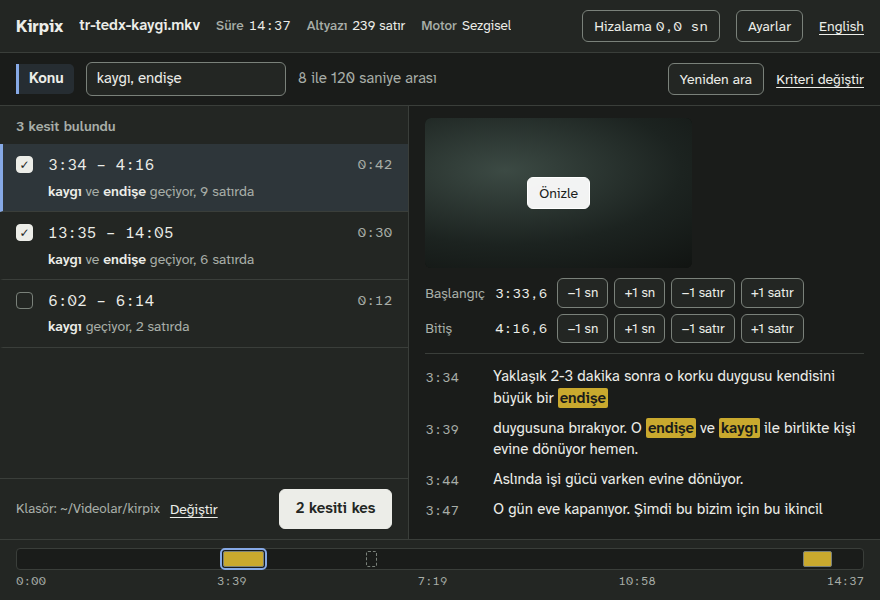 Kirpix tr-tedx-kaygi.mkv Süre 14:37 Altyazı 239 satır Motor Sezgisel Hizalama 0,0 sn Ayarlar English
Konu kaygı, endişe 8 ile 120 saniye arası Yeniden ara Kriteri değiştir
3 kesit bulundu
3:34 – 4:16 0:42
kaygı ve endişe geçiyor, 9 satırda
13:35 – 14:05 0:30
kaygı ve endişe geçiyor, 6 satırda
6:02 – 6:14 0:12
kaygı geçiyor, 2 satırda
Klasör: ~/Videolar/kirpix Değiştir 2 kesiti kes
Önizle
Başlangıç 3:33,6 −1 sn +1 sn −1 satır +1 satır
Bitiş 4:16,6 −1 sn +1 sn −1 satır +1 satır
3:34 Yaklaşık 2-3 dakika sonra o korku duygusu kendisini
büyük bir endişe
3:39 duygusuna bırakıyor. O endişe ve kaygı ile birlikte kişi
evine dönüyor hemen.
3:44 Aslında işi gücü varken evine dönüyor.
3:47 O gün eve kapanıyor. Şimdi bu bizim için bu ikincil
0:00 3:39 7:19 10:58 14:37